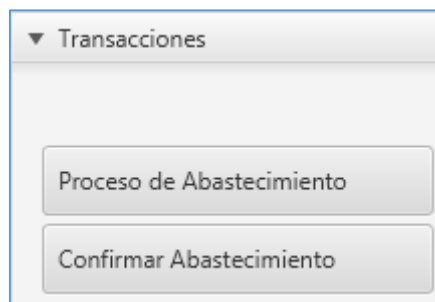 Transacciones
Proceso de Abastecimiento
Confirmar Abastecimiento